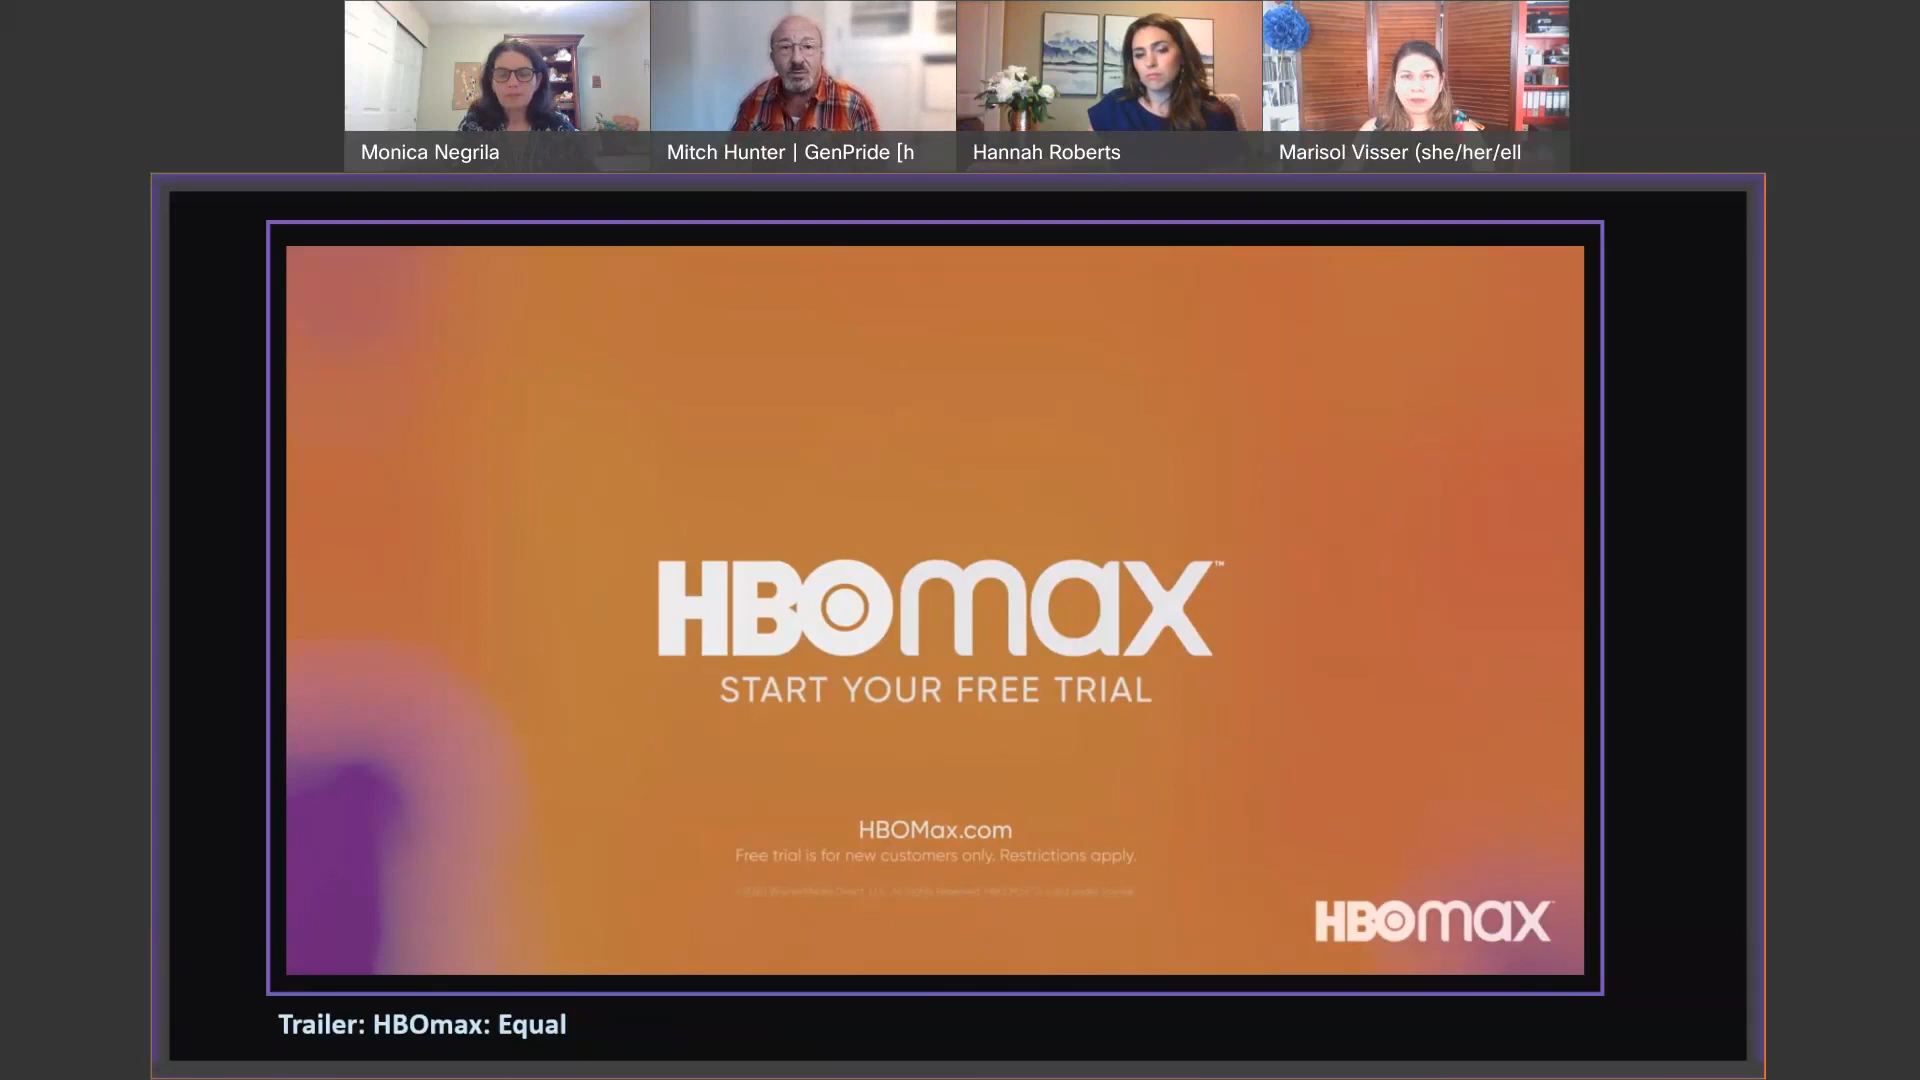 Monica Negrila
Mitch Hunter | GenPride [h
Hannah Roberts
Marisol Visser (she/her/ell
HBOmax™
START YOUR FREE TRIAL
HBOMax.com
Free trial is for new customers only. Restrictions apply.
HBOmax
Trailer: HBOmax: Equal